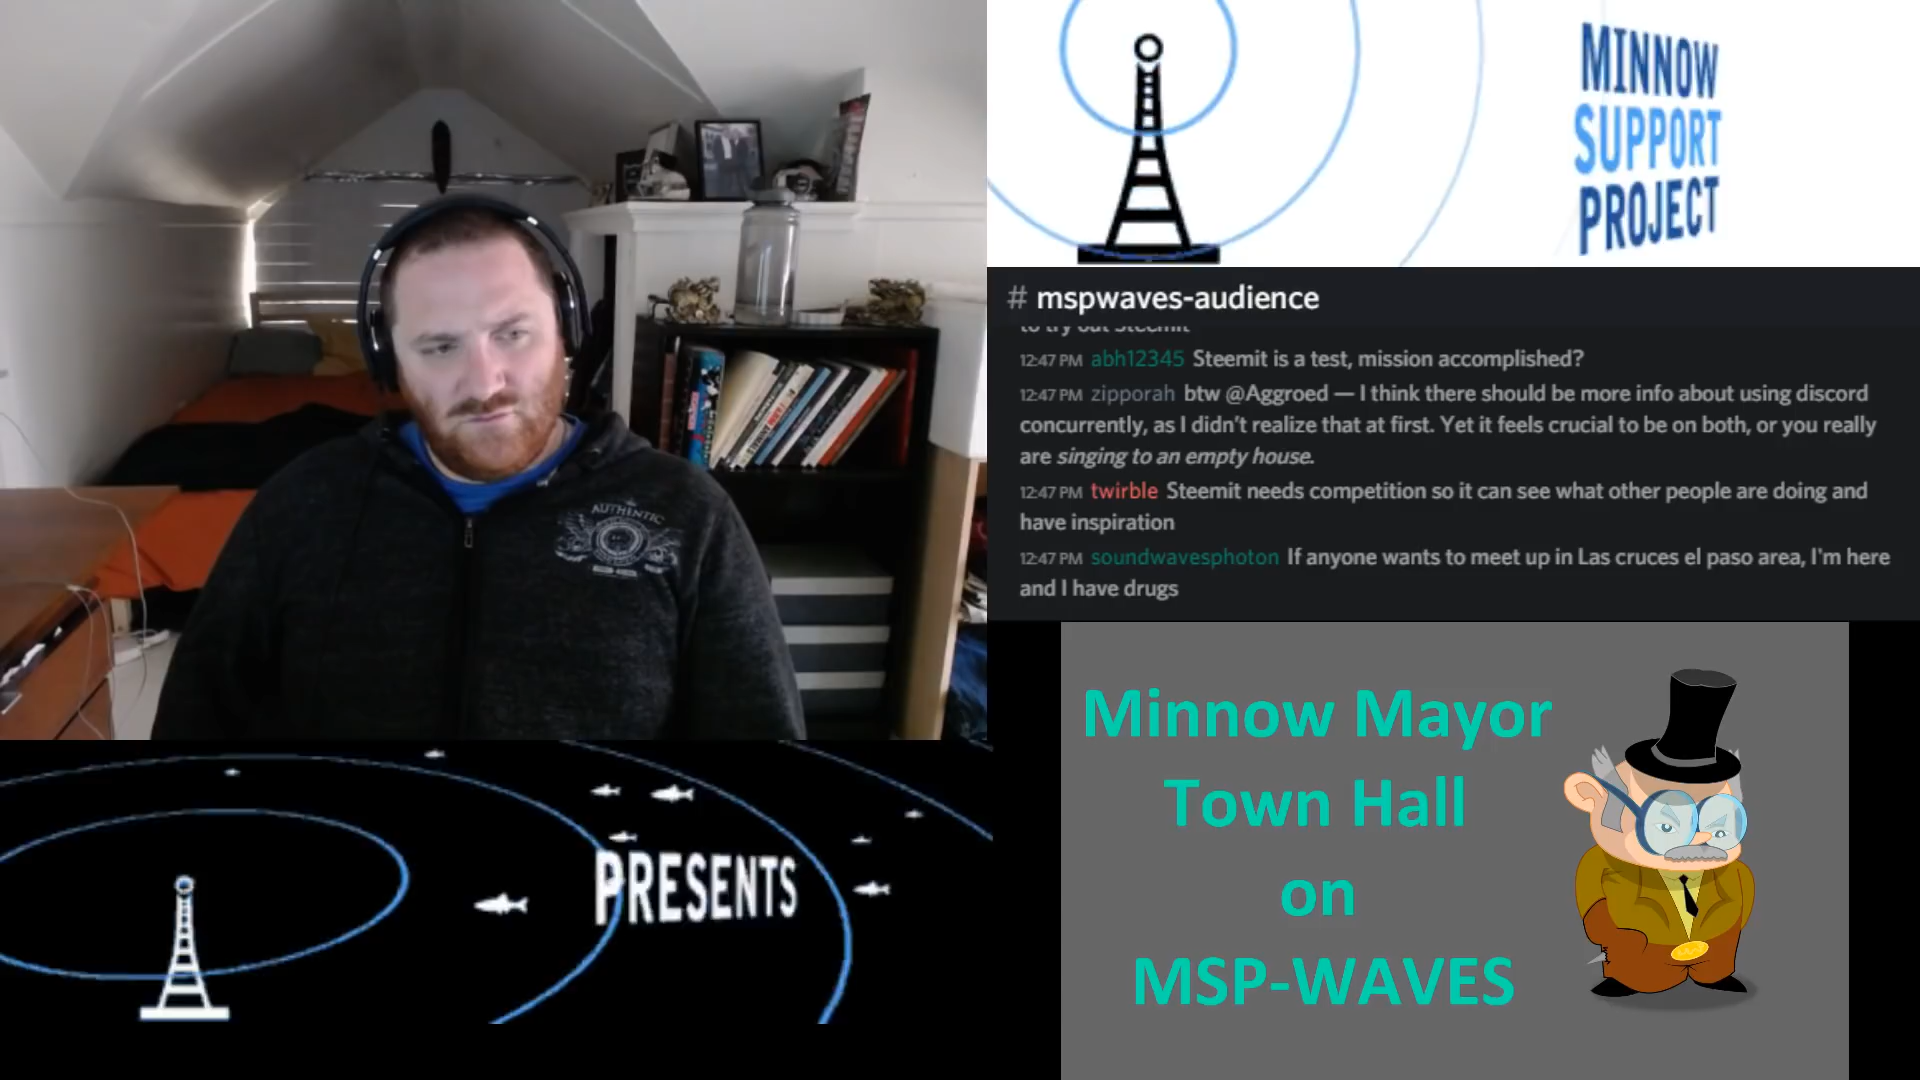 MINNOW
SUPPORT
PROJECT
# mspwaves-audience
to try out Steemit
12:47 PM abh12345 Steemit is a test, mission accomplished?
12:47 PM zipporah btw @Aggroed — I think there should be more info about using discord
concurrently, as I didn't realize that at first. Yet it feels crucial to be on both, or you really
are singing to an empty house.
12:47 PM twirble Steemit needs competition so it can see what other people are doing and
have inspiration
12:47 PM soundwavesphoton If anyone wants to meet up in Las cruces el paso area, I'm here
and I have drugs
AUTHENTIC
PRESENTS
Minnow Mayor
Town Hall
on
MSP-WAVES